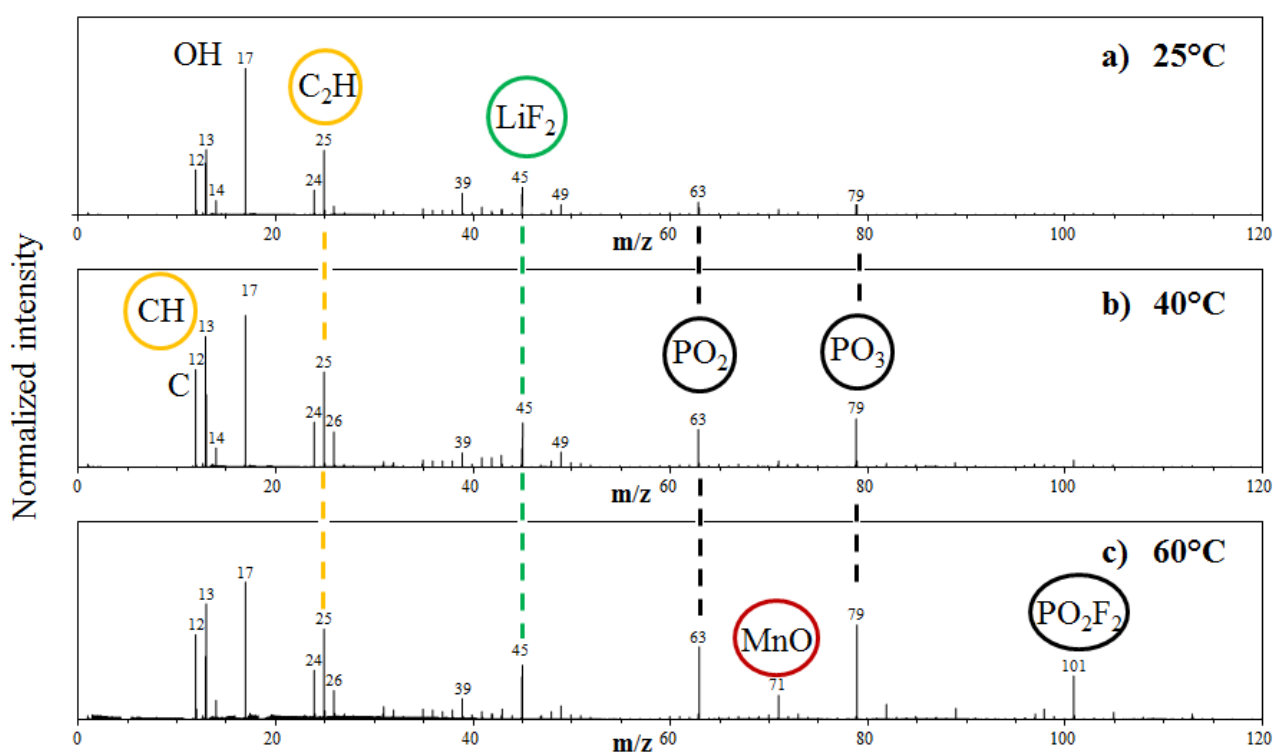 Normalized intensity
a) 25°C
OH
17
C₂H
LiF₂
13
12
14
24
25
39
45
49
63
79
0 20 40 60 80 100 120
m/z
b) 40°C
CH
17
13
12
C
14
PO₂
PO₃
25
24
26
39
45
49
63
79
0 20 40 60 80 100 120
m/z
c) 60°C
17
13
12
25
24
26
39
45
63
MnO
71
79
PO₂F₂
101
0 20 40 60 80 100 120
m/z